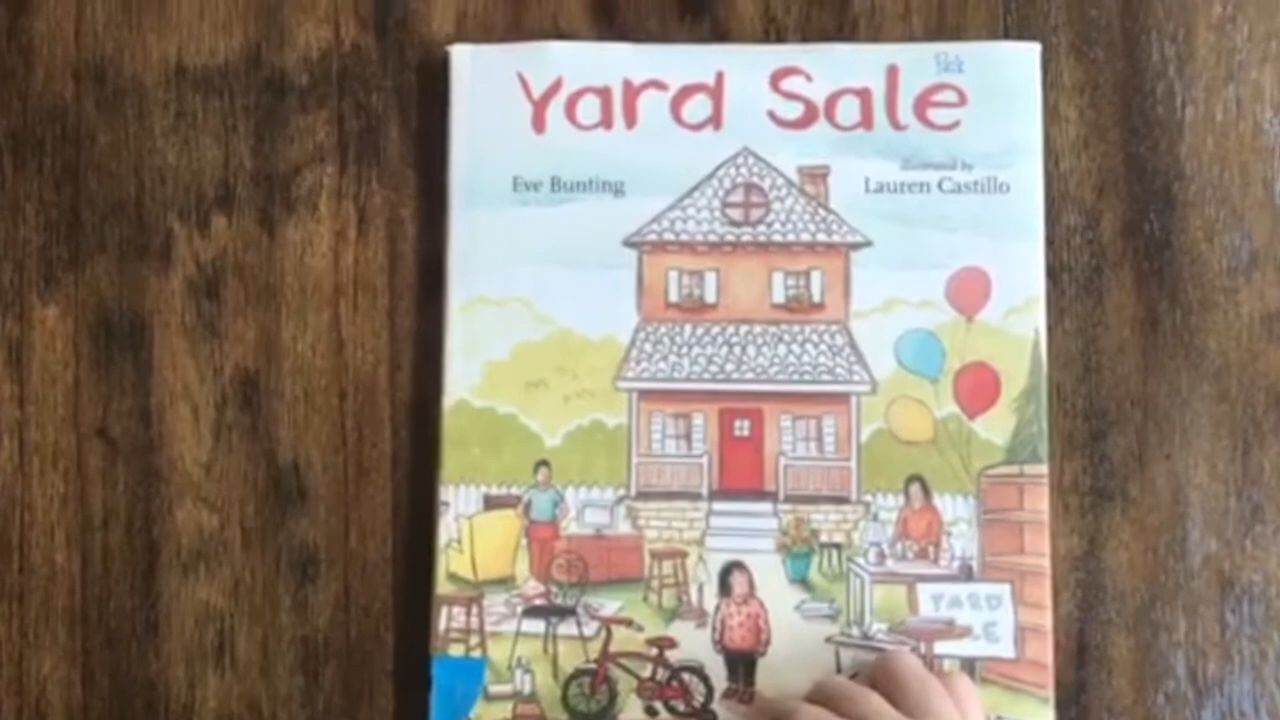 Yard Sale
Eve Bunting
illustrated by
Lauren Castillo
YARD